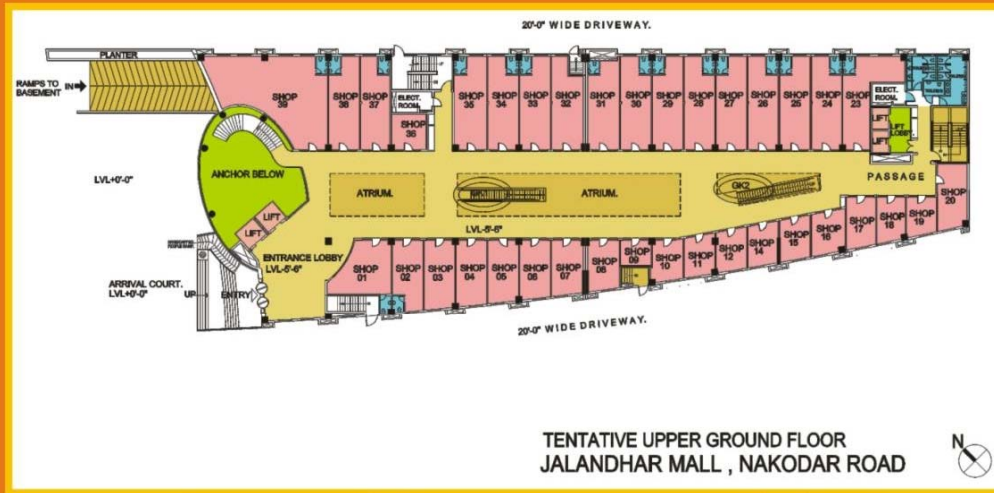 20'-0" WIDE DRIVEWAY.
PLANTER
RAMPS TO
BASEMENT
IN
SHOP
39
SHOP
38
SHOP
37
ELECT.
ROOM.
SHOP
36
SHOP
35
SHOP
34
SHOP
33
SHOP
32
SHOP
31
SHOP
30
SHOP
29
SHOP
28
SHOP
27
SHOP
26
SHOP
25
SHOP
24
SHOP
23
ELECT.
ROOM.
LIFT
LIFT
LIFT
LOBBY
LVL+0'-0"
ANCHOR BELOW
ATRIUM.
ATRIUM.
GK2
PASSAGE
LIFT
LIFT
LVL-5'-6"
ENTRANCE LOBBY
LVL-5'-6"
ARRIVAL COURT.
LVL+0'-0"
UP
ENTRY
SHOP
01
SHOP
02
SHOP
03
SHOP
04
SHOP
05
SHOP
06
SHOP
07
SHOP
08
SHOP
09
SHOP
10
SHOP
11
SHOP
12
SHOP
14
SHOP
15
SHOP
16
SHOP
17
SHOP
18
SHOP
19
SHOP
20
20'-0" WIDE DRIVEWAY.
TENTATIVE UPPER GROUND FLOOR
JALANDHAR MALL , NAKODAR ROAD
N